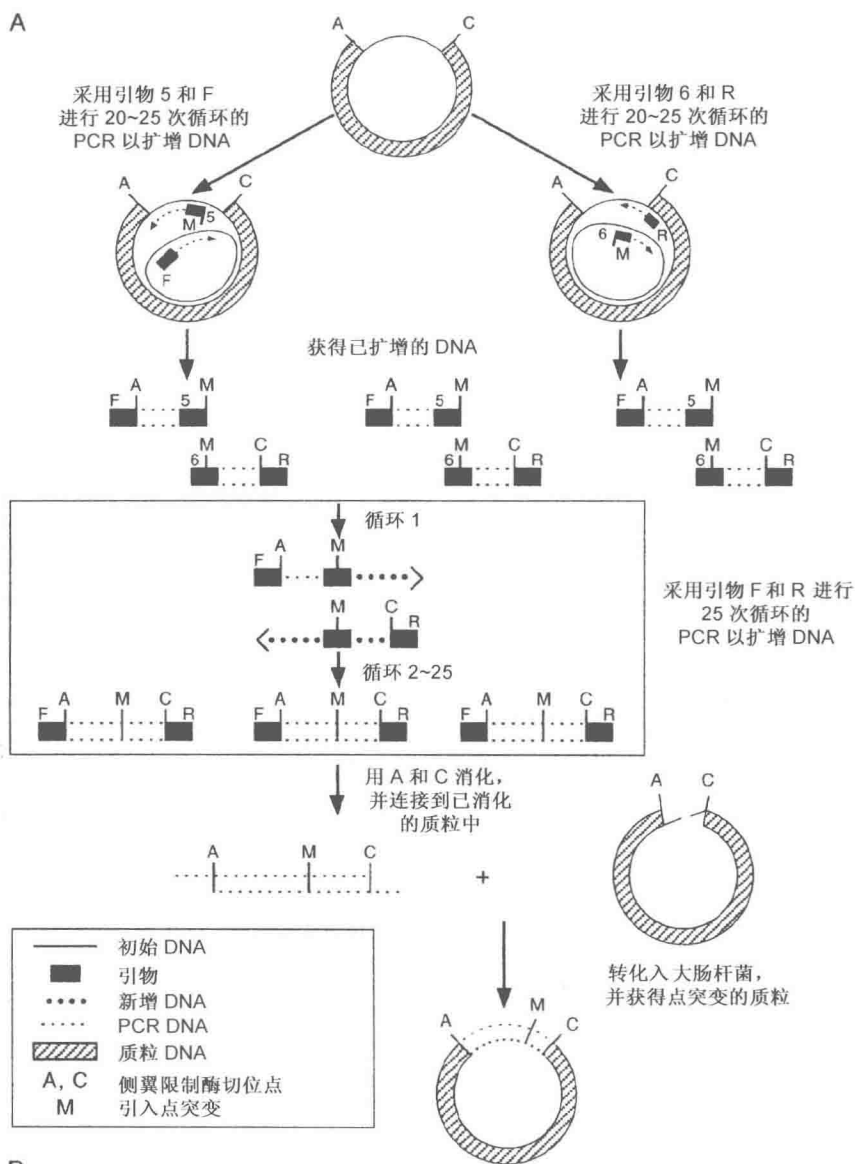 A
A
C
采用引物 5 和 F
进行 20~25 次循环的
PCR 以扩增 DNA
采用引物 6 和 R
进行 20~25 次循环的
PCR 以扩增 DNA
A
C
M
5
F
A
C
6
M
R
获得已扩增的 DNA
F A 5 M
F A 5 M
F A 5 M
6 M C R
6 M C R
6 M C R
循环 1
F A M
M C R
采用引物 F 和 R 进行
25 次循环的
PCR 以扩增 DNA
循环 2~25
F A M C R
F A M C R
F A M C R
用 A 和 C 消化,
并连接到已消化
的质粒中
A C
A M C
+
初始 DNA
引物
新增 DNA
PCR DNA
质粒 DNA
A, C 侧翼限制酶切位点
M 引入点突变
转化入大肠杆菌,
并获得点突变的质粒
A
M
C